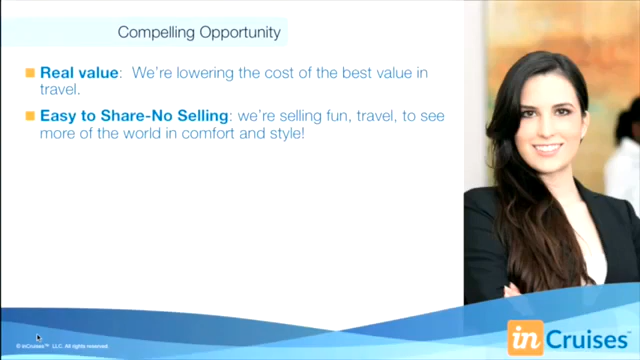 Compelling Opportunity
Real value: We're lowering the cost of the best value in
travel.
Easy to Share-No Selling: we're selling fun, travel, to see
more of the world in comfort and style!
© inCruises™ LLC. All rights reserved.
inCruises™